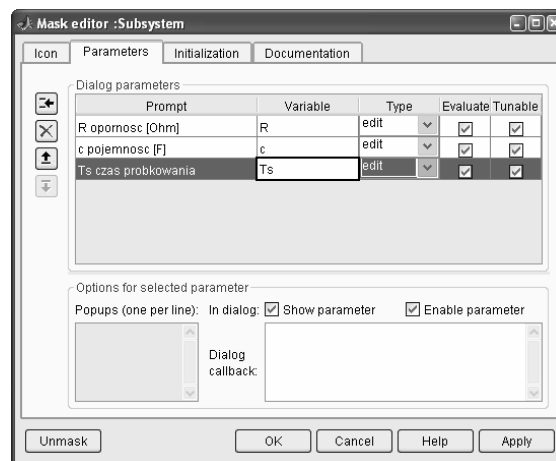 Mask editor :Subsystem
Icon Parameters Initialization Documentation
Dialog parameters
Prompt Variable Type Evaluate Tunable
R opornosc [Ohm] R edit
c pojemnosc [F] c edit
Ts czas probkowania Ts edit
Options for selected parameter
Popups (one per line): In dialog: Show parameter Enable parameter
Dialog
callback:
Unmask OK Cancel Help Apply